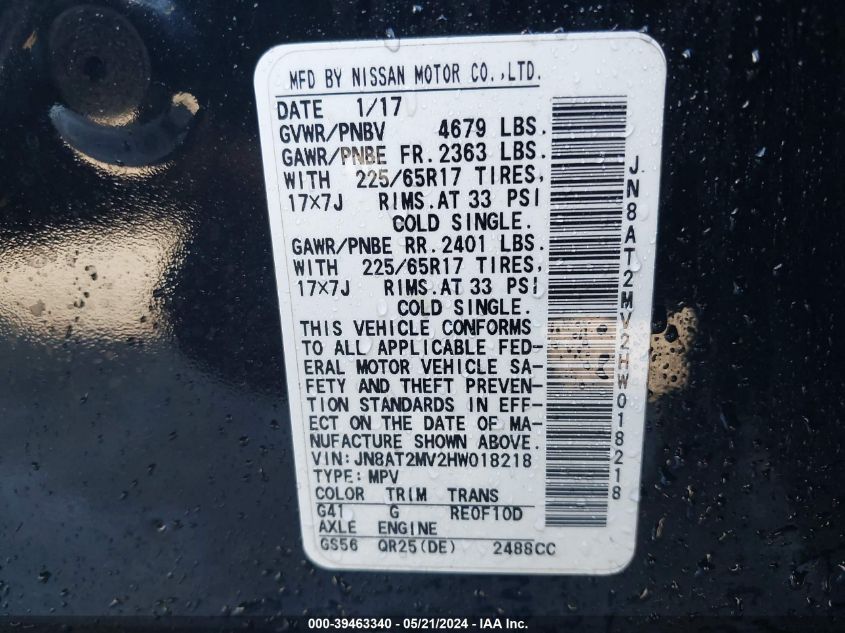 MFD BY NISSAN MOTOR CO.,LTD.
DATE 1/17
GVWR/PNBV 4679 LBS.
GAWR/PNBE FR. 2363 LBS.
WITH 225/65R17 TIRES,
17×7J RIMS.AT 33 PSI
COLD SINGLE.
GAWR/PNBE RR. 2401 LBS.
WITH 225/65R17 TIRES,
17×7J RIMS.AT 33 PSI
COLD SINGLE.
THIS VEHICLE CONFORMS
TO ALL APPLICABLE FED-
ERAL MOTOR VEHICLE SA-
FETY AND THEFT PREVEN-
TION STANDARDS IN EFF-
ECT ON THE DATE OF MA-
NUFACTURE SHOWN ABOVE.
VIN: JN8AT2MV2HW018218
TYPE: MPV
COLOR TRIM TRANS
G41 G RE0F10D
AXLE ENGINE
GS56 QR25(DE) 2488CC
JN8AT2MV2HW018218
000-39463340 - 05/21/2024 - IAA Inc.